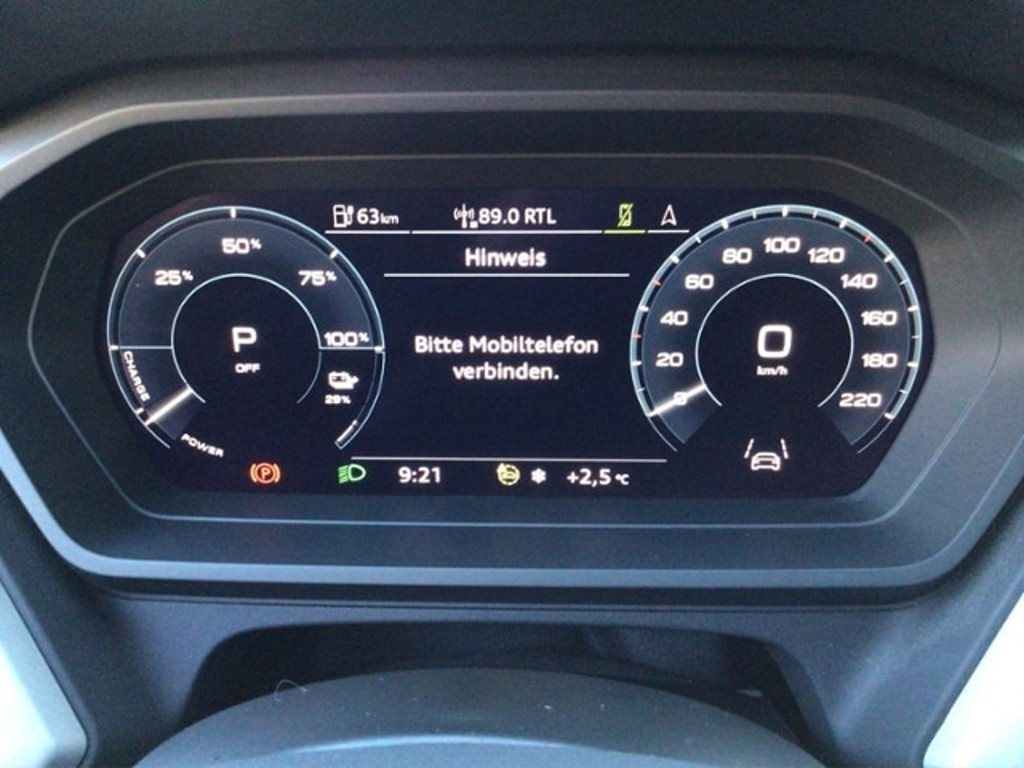 63km
89.0 RTL
Hinweis
Bitte Mobiltelefon
verbinden.
25%
50%
75%
100%
P
OFF
CHARGE
POWER
29%
0
20
40
60
80
100
120
140
160
180
220
0
km/h
P
9:21
+2,5 °C